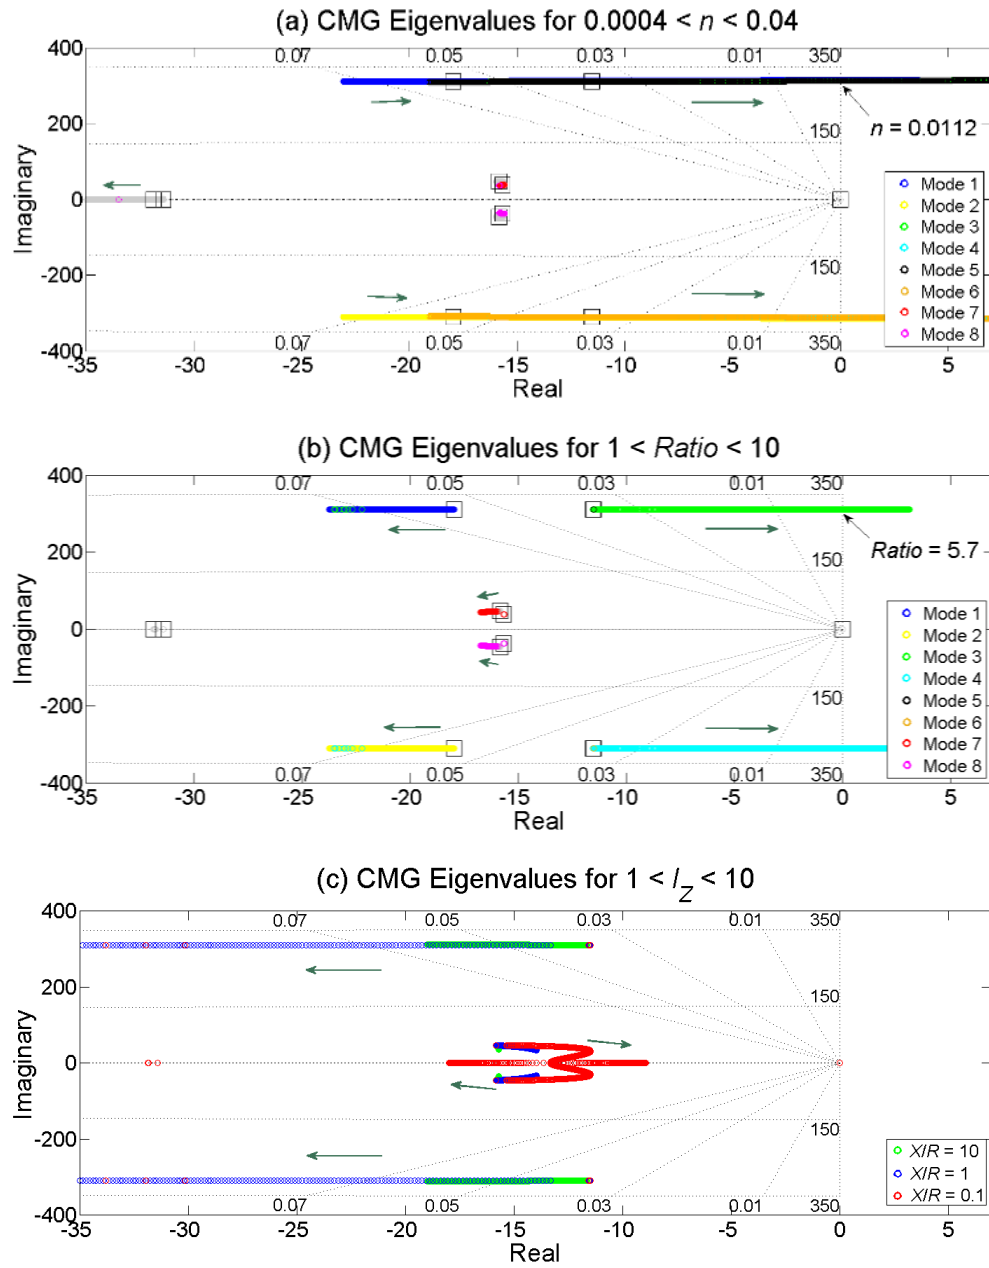 (a) CMG Eigenvalues for 0.0004 < n < 0.04
400
0.07
0.05
0.03
0.01
350
200
150
n = 0.0112
0
Imaginary
-200
150
-400
0.07
0.05
0.03
0.01
350
-35
-30
-25
-20
-15
-10
-5
0
5
Real
Mode 1
Mode 2
Mode 3
Mode 4
Mode 5
Mode 6
Mode 7
Mode 8
(b) CMG Eigenvalues for 1 < Ratio < 10
400
0.07
0.05
0.03
0.01
350
200
150
Ratio = 5.7
0
Imaginary
-200
150
-400
0.07
0.05
0.03
0.01
350
-35
-30
-25
-20
-15
-10
-5
0
5
Real
Mode 1
Mode 2
Mode 3
Mode 4
Mode 5
Mode 6
Mode 7
Mode 8
(c) CMG Eigenvalues for 1 < lZ < 10
400
0.07
0.05
0.03
0.01
350
200
150
0
Imaginary
-200
150
-400
0.07
0.05
0.03
0.01
350
-35
-30
-25
-20
-15
-10
-5
0
5
Real
X/R = 10
X/R = 1
X/R = 0.1